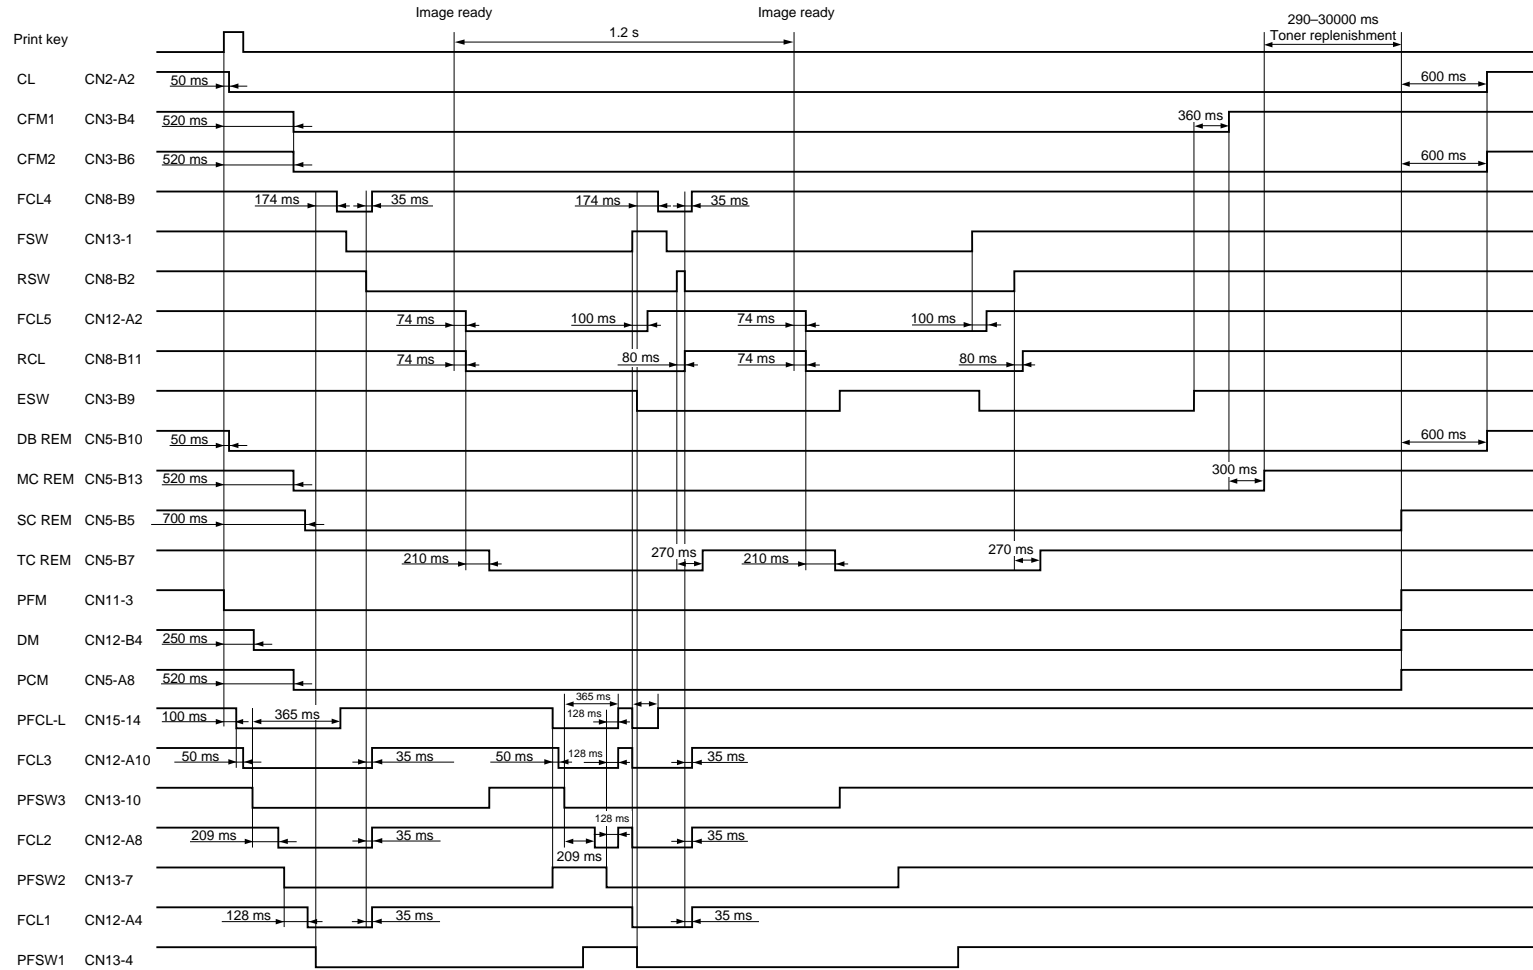 Image ready Image ready
290–30000 ms
Print key 1.2 s Toner replenishment
CL CN2-A2 50 ms 600 ms
CFM1 CN3-B4 520 ms 360 ms
CFM2 CN3-B6 520 ms 600 ms
FCL4 CN8-B9 174 ms 35 ms 174 ms 35 ms
FSW CN13-1
RSW CN8-B2
FCL5 CN12-A2 74 ms 100 ms 74 ms 100 ms
RCL CN8-B11 74 ms 80 ms 74 ms 80 ms
ESW CN3-B9
DB REM CN5-B10 50 ms 600 ms
MC REM CN5-B13 520 ms 300 ms
SC REM CN5-B5 700 ms
TC REM CN5-B7 210 ms 270 ms 210 ms 270 ms
PFM CN11-3
DM CN12-B4 250 ms
PCM CN5-A8 520 ms
365 ms
PFCL-L CN15-14 100 ms 365 ms 128 ms
FCL3 CN12-A10 50 ms 35 ms 50 ms 128 ms 35 ms
PFSW3 CN13-10
128 ms
FCL2 CN12-A8 209 ms 35 ms 35 ms
209 ms
PFSW2 CN13-7
FCL1 CN12-A4 128 ms 35 ms 35 ms
PFSW1 CN13-4